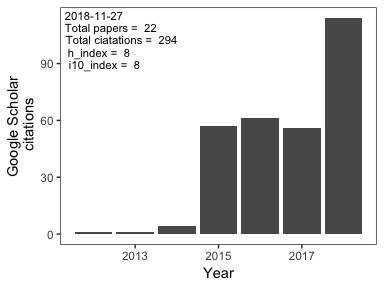 2018-11-27
Total papers = 22
Total ciatations = 294
h_index = 8
i10_index = 8
Google Scholar
citations
90
60
30
0
2013
2015
2017
Year